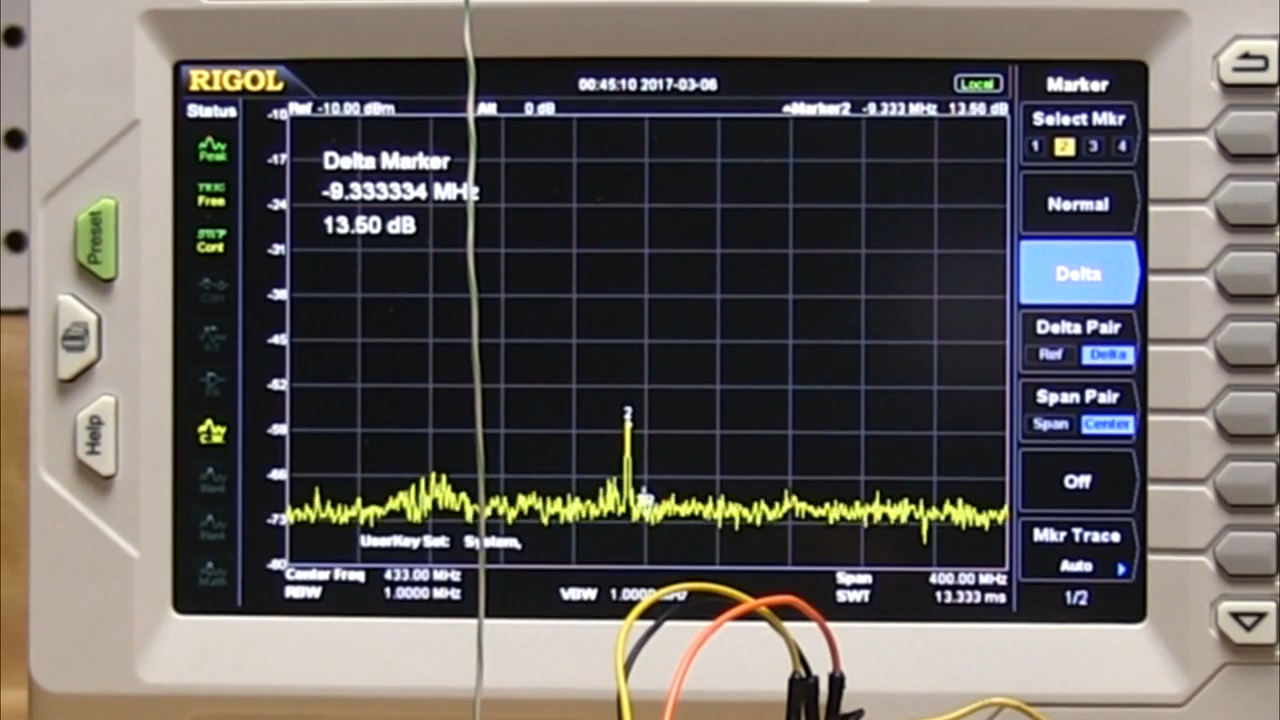 RIGOL
00:45:10 2017-03-06
Local
Status
Ref -10.00 dBm
Att 0 dB
Marker2 -9.333 MHz 13.50 dB
Marker
Select Mkr
1 2 3 4
Normal
Delta
Delta Pair
Ref Delta
Span Pair
Span Center
Off
Mkr Trace
Auto
1/2
Peak
TRIG
Free
SWP
Cont
-10
-17
-24
-31
-38
-45
-52
-59
-66
-73
-80
Delta Marker
-9.333334 MHz
13.50 dB
2
UserKey Set: System,
Center Freq 433.00 MHz
Span 400.00 MHz
RBW 1.0000 MHz
VBW
SWT 13.333 ms
Preset
Help